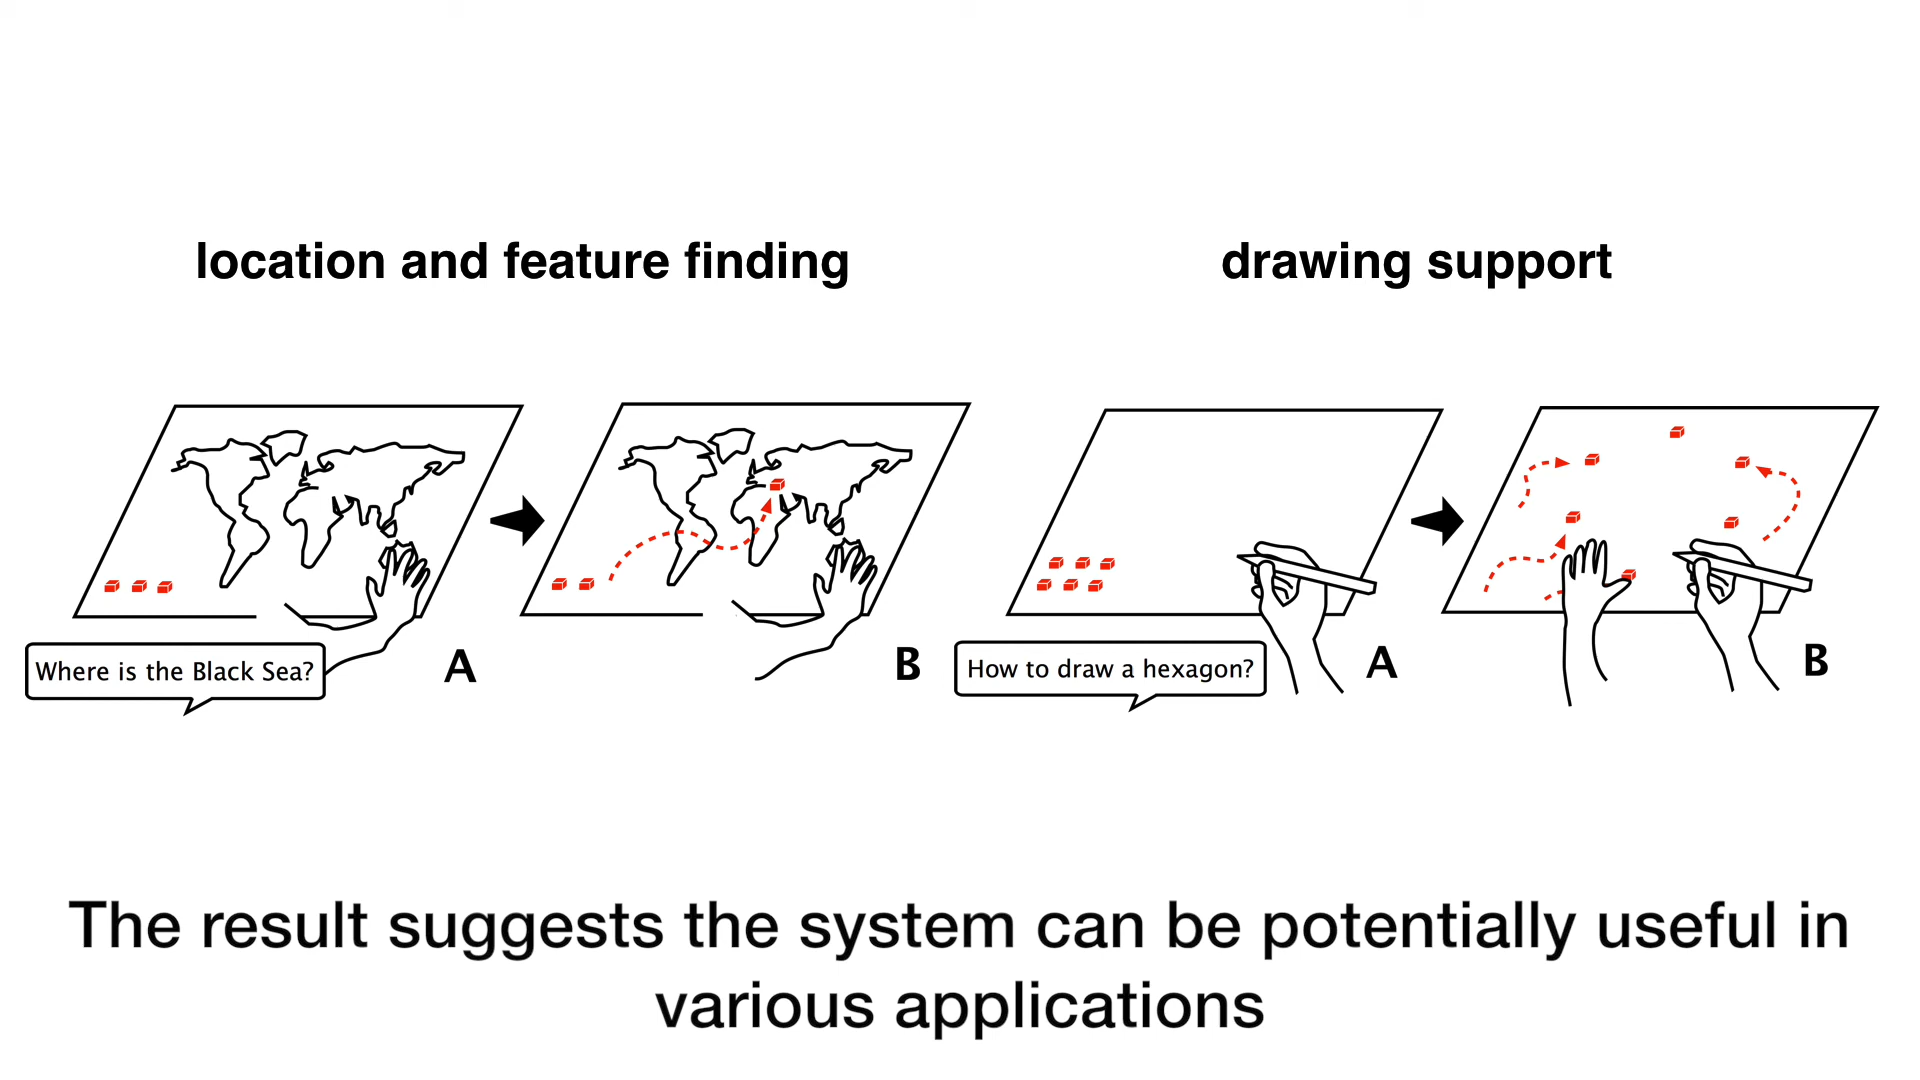 location and feature finding
drawing support
Where is the Black Sea?
A
B
How to draw a hexagon?
A
B
The result suggests the system can be potentially useful in
various applications